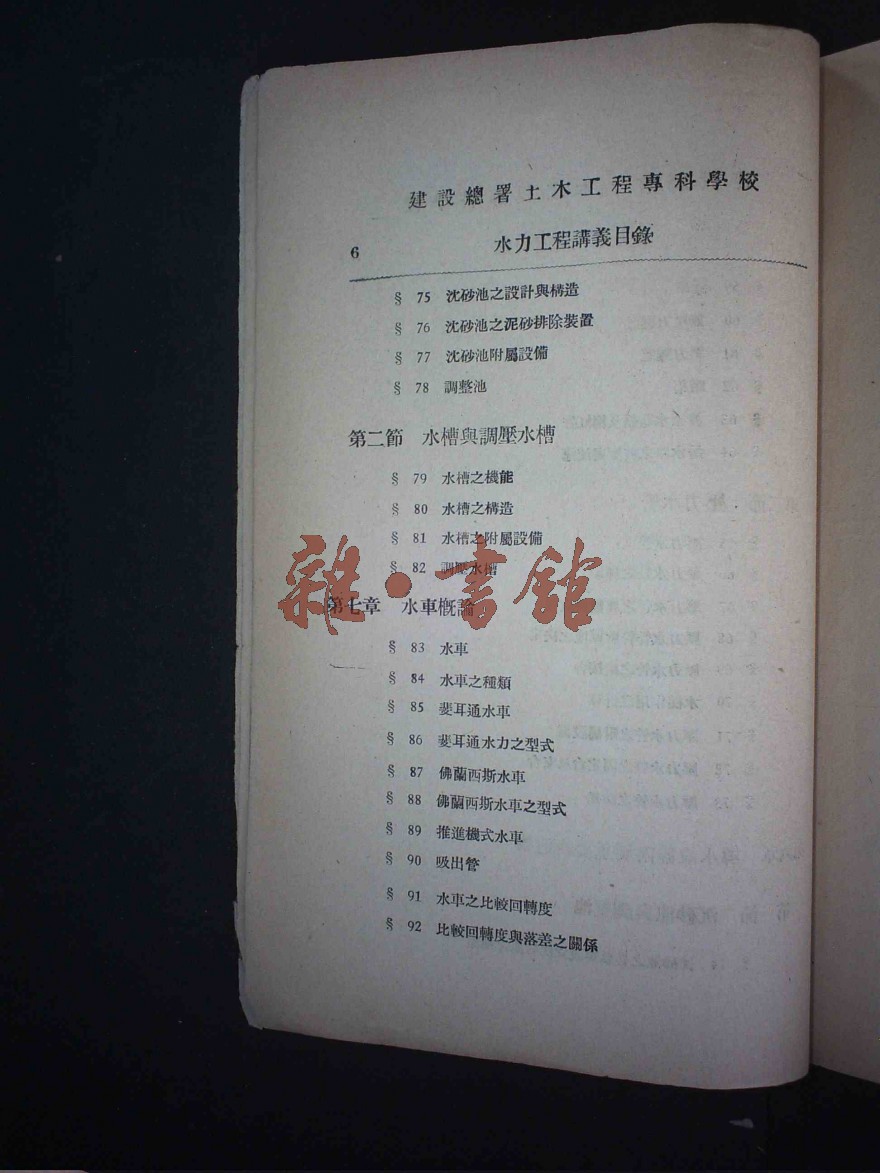 建設總署土木工程專科學校
6 水力工程講義目錄
§ 75 沈砂池之設計與構造
§ 76 沈砂池之泥砂排除裝置
§ 77 沈砂池附屬設備
§ 78 調整池
第二節 水槽與調壓水槽
§ 79 水槽之機能
§ 80 水槽之構造
§ 81 水槽之附屬設備
§ 82 調壓水槽
雜·書館
第七章 水車概論
§ 83 水車
§ 84 水車之種類
§ 85 斐耳通水車
§ 86 斐耳通水力之型式
§ 87 佛蘭西斯水車
§ 88 佛蘭西斯水車之型式
§ 89 推進機式水車
§ 90 吸出管
§ 91 水車之比較回轉度
§ 92 比較回轉度與落差之關係